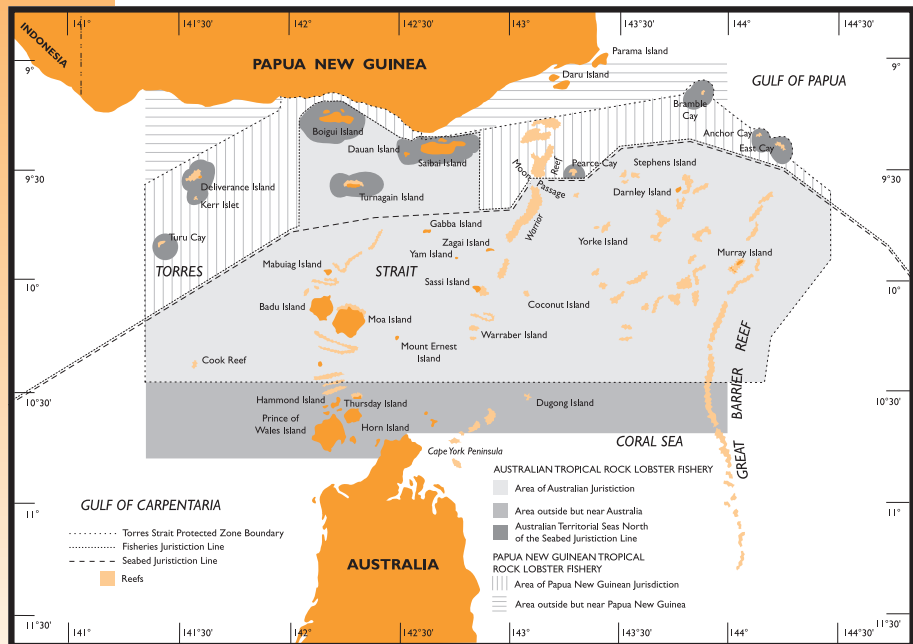 141°
141°30'
142°
142°30'
143°
143°30'
144°
144°30'
INDONESIA
PAPUA NEW GUINEA
Parama Island
Daru Island
9°
9°
GULF OF PAPUA
Bramble
Cay
Boigui Island
Anchor Cay
East Cay
Dauan Island
Saibai Island
Moon Passage
Reef
Pearce Cay
Stephens Island
9°30'
9°30'
Deliverance Island
Kerr Islet
Turnagain Island
Darnley Island
Warrior
Gabba Island
Turu Cay
Zagai Island
Yam Island
Yorke Island
Murray Island
TORRES
STRAIT
Mabuiag Island
10°
10°
Sassi Island
Badu Island
Moa Island
Coconut Island
Warraber Island
Mount Ernest
Island
Cook Reef
GREAT BARRIER REEF
10°30'
10°30'
Hammond Island
Thursday Island
Dugong Island
Prince of
Wales Island
Horn Island
CORAL SEA
Cape York Peninsula
AUSTRALIAN TROPICAL ROCK LOBSTER FISHERY
Area of Australian Juristiction
Area outside but near Australia
Australian Territorial Seas North
of the Seabed Juristiction Line
PAPUA NEW GUINEAN TROPICAL
ROCK LOBSTER FISHERY
Area of Papua New Guinean Jurisdiction
Area outside but near Papua New Guinea
GULF OF CARPENTARIA
11°
11°
Torres Strait Protected Zone Boundary
Fisheries Juristiction Line
Seabed Juristiction Line
Reefs
AUSTRALIA
11°30'
11°30'
141°
141°30'
142°
142°30'
143°
143°30'
144°
144°30'